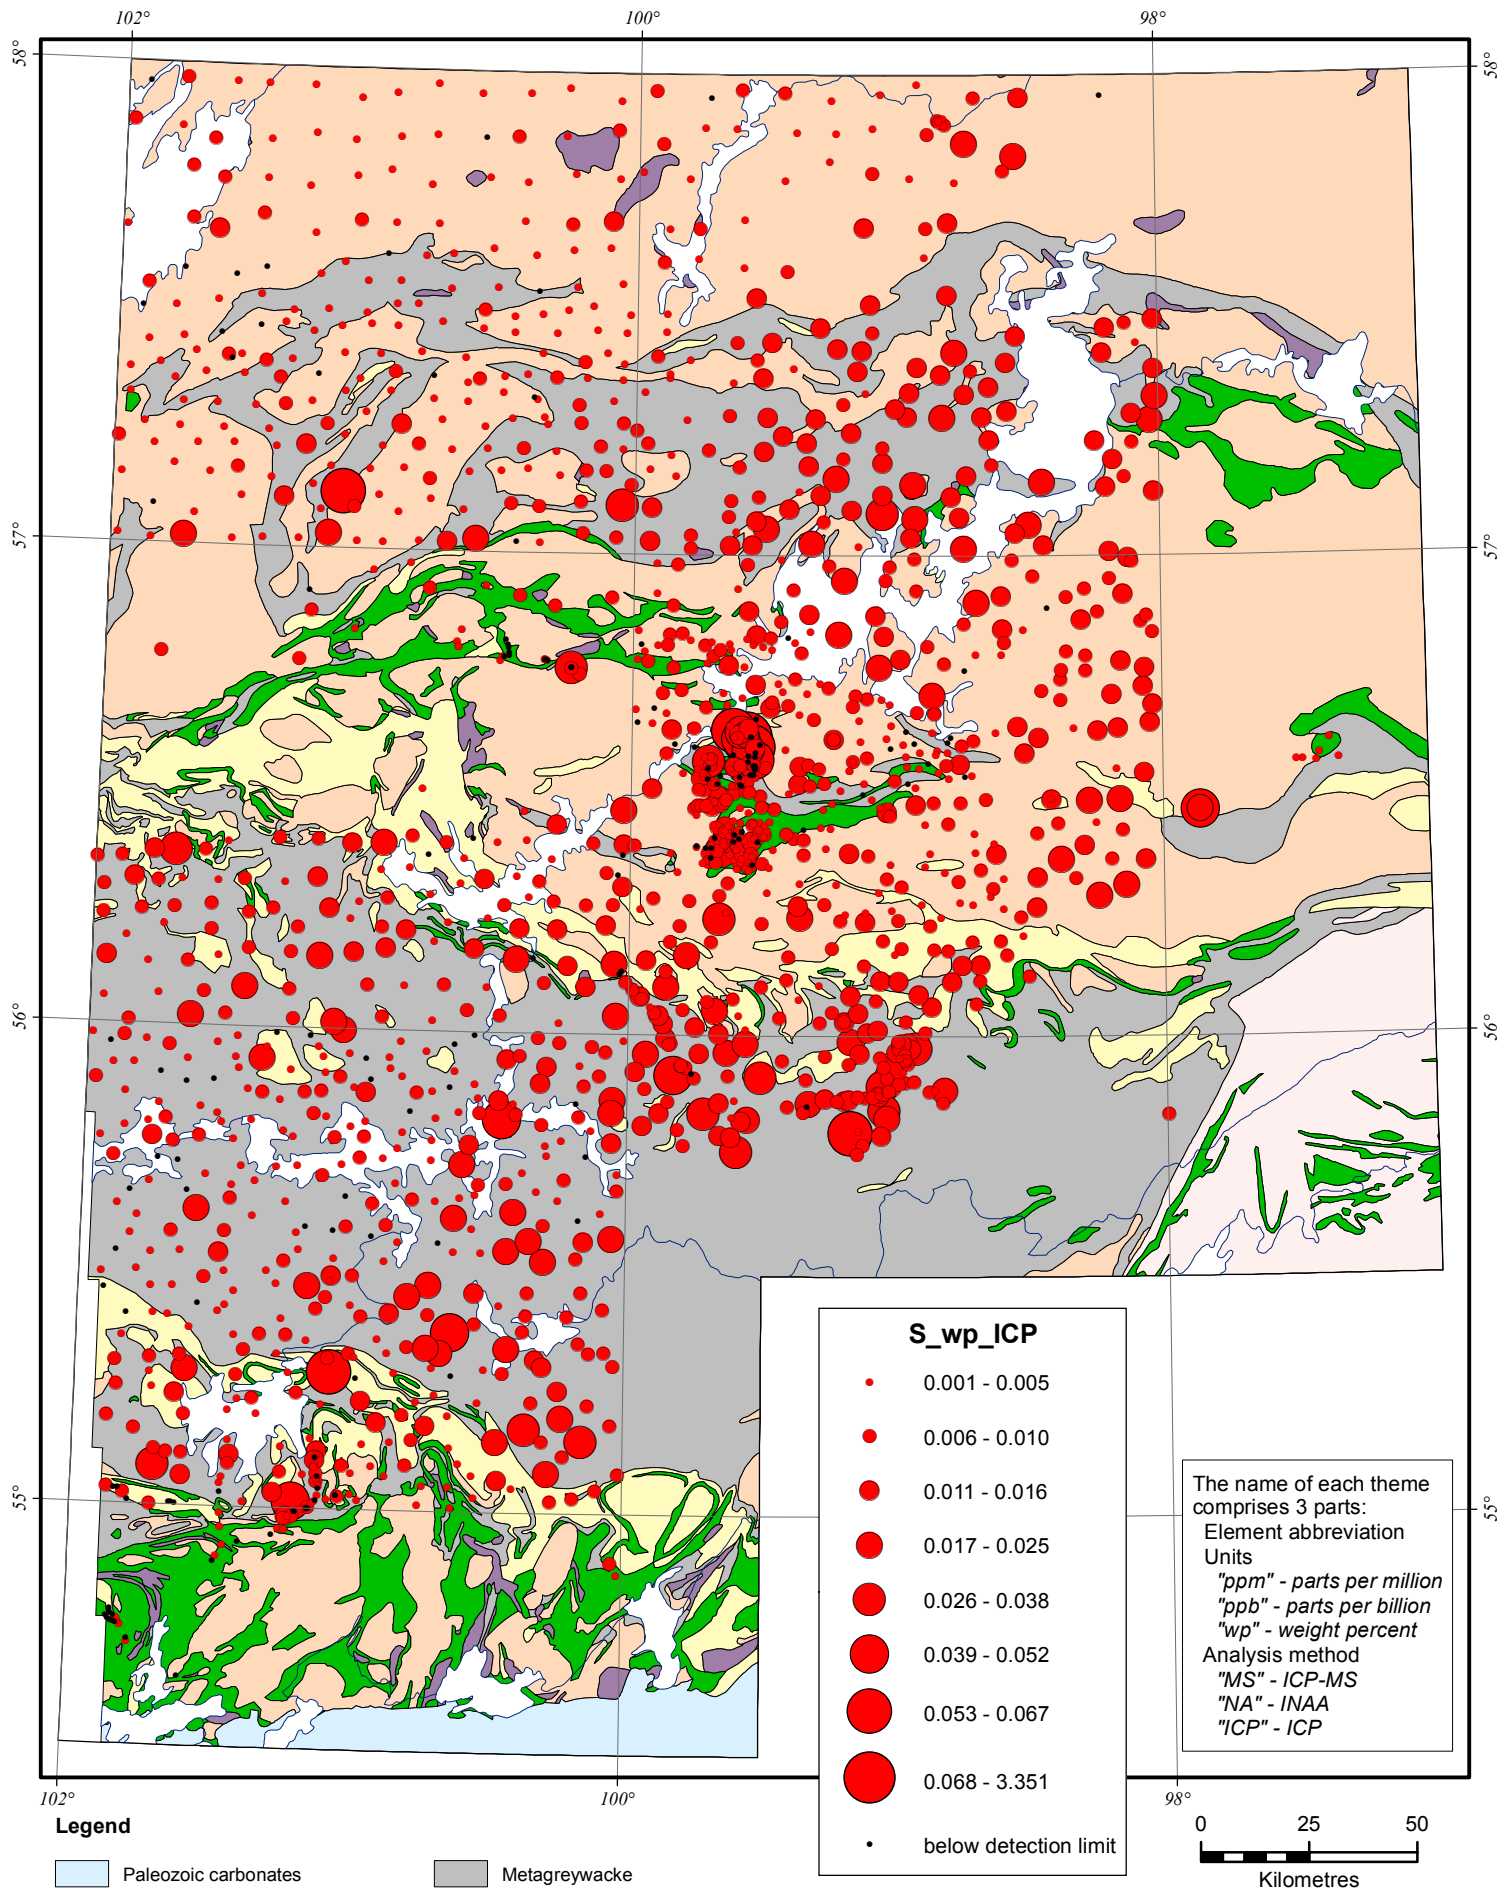 102°
100°
98°
58°
58°
57°
57°
56°
56°
55°
55°
S_wp_ICP
0.001 - 0.005
0.006 - 0.010
0.011 - 0.016
0.017 - 0.025
0.026 - 0.038
0.039 - 0.052
0.053 - 0.067
0.068 - 3.351
below detection limit
The name of each theme
comprises 3 parts:
Element abbreviation
Units
"ppm" - parts per million
"ppb" - parts per billion
"wp" - weight percent
Analysis method
"MS" - ICP-MS
"NA" - INAA
"ICP" - ICP
102°
100°
98°
Legend
Paleozoic carbonates
Metagreywacke
0 25 50
Kilometres